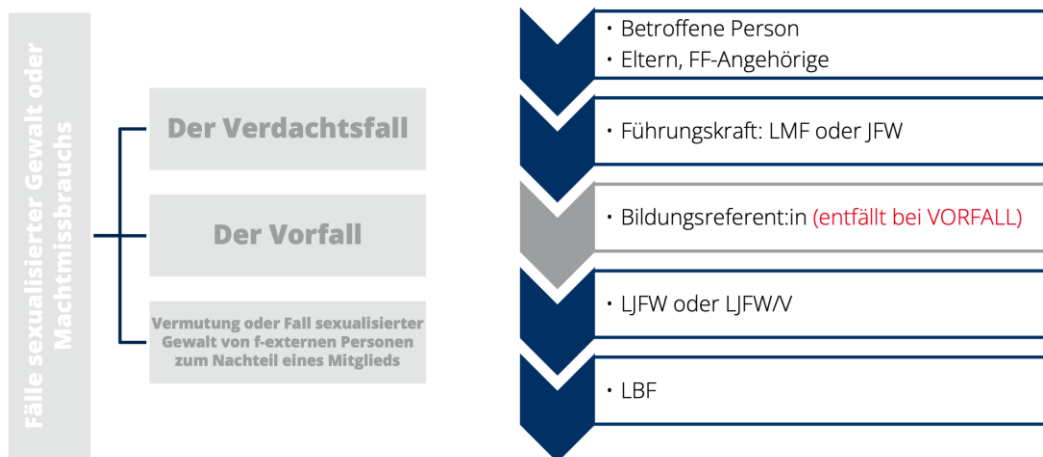 Fälle sexualisierter Gewalt oder
Machtmissbrauchs
Der Verdachtsfall
Der Vorfall
Vermutung oder Fall sexualisierter
Gewalt von f-externen Personen
zum Nachteil eines Mitglieds
• Betroffene Person
• Eltern, FF-Angehörige
• Führungskraft: LMF oder JFW
• Bildungsreferent:in (entfällt bei VORFALL)
• LJFW oder LJFW/V
• LBF